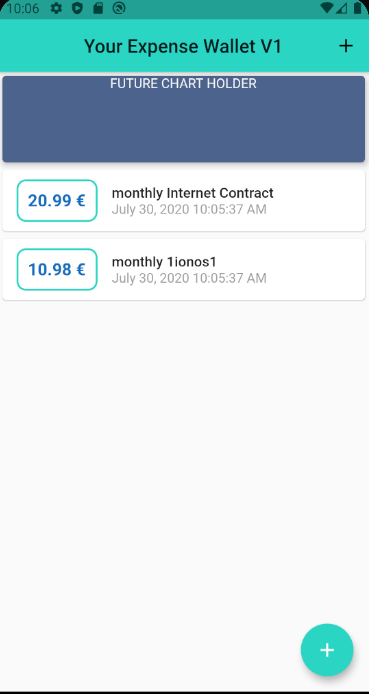 10:06
Your Expense Wallet V1
FUTURE CHART HOLDER
20.99 €
monthly Internet Contract
July 30, 2020 10:05:37 AM
10.98 €
monthly 1ionos1
July 30, 2020 10:05:37 AM